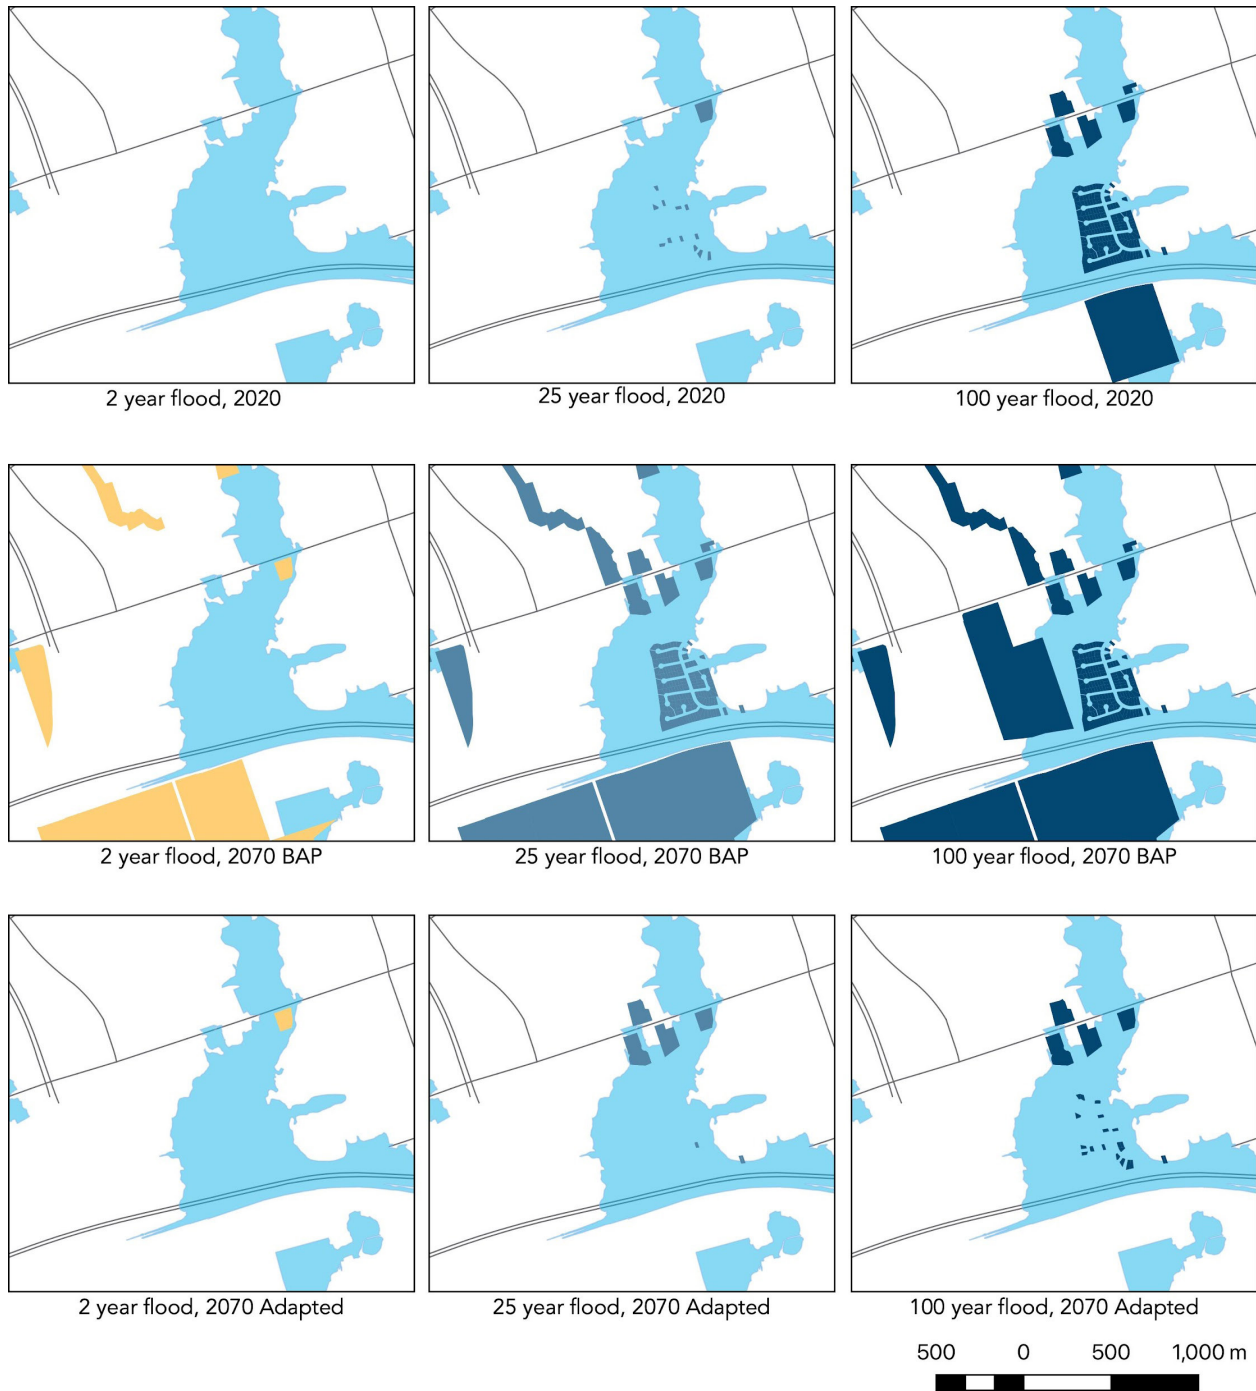 2 year flood, 2020
25 year flood, 2020
100 year flood, 2020
2 year flood, 2070 BAP
25 year flood, 2070 BAP
100 year flood, 2070 BAP
2 year flood, 2070 Adapted
25 year flood, 2070 Adapted
100 year flood, 2070 Adapted
500 0 500 1,000 m